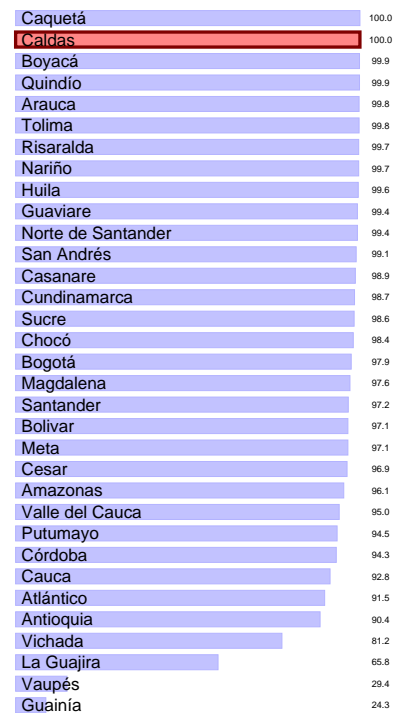 Caquetá 100.0
Caldas 100.0
Boyacá 99.9
Quindío 99.9
Arauca 99.8
Tolima 99.8
Risaralda 99.7
Nariño 99.7
Huila 99.6
Guaviare 99.4
Norte de Santander 99.4
San Andrés 99.1
Casanare 98.9
Cundinamarca 98.7
Sucre 98.6
Chocó 98.4
Bogotá 97.9
Magdalena 97.6
Santander 97.2
Bolivar 97.1
Meta 97.1
Cesar 96.9
Amazonas 96.1
Valle del Cauca 95.0
Putumayo 94.5
Córdoba 94.3
Cauca 92.8
Atlántico 91.5
Antioquia 90.4
Vichada 81.2
La Guajira 65.8
Vaupés 29.4
Guainía 24.3